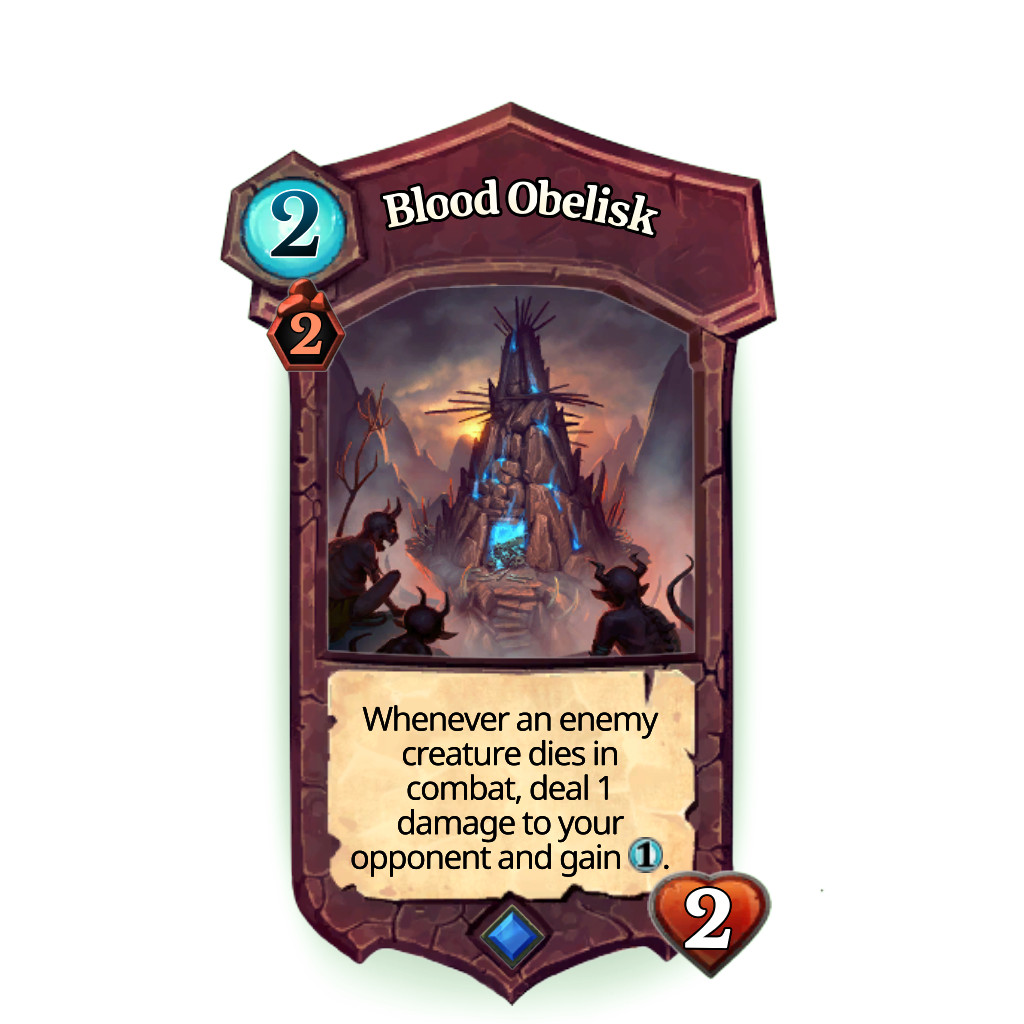 2
Blood Obelisk
2
Whenever an enemy
creature dies in
combat, deal 1
damage to your
opponent and gain 1.
2